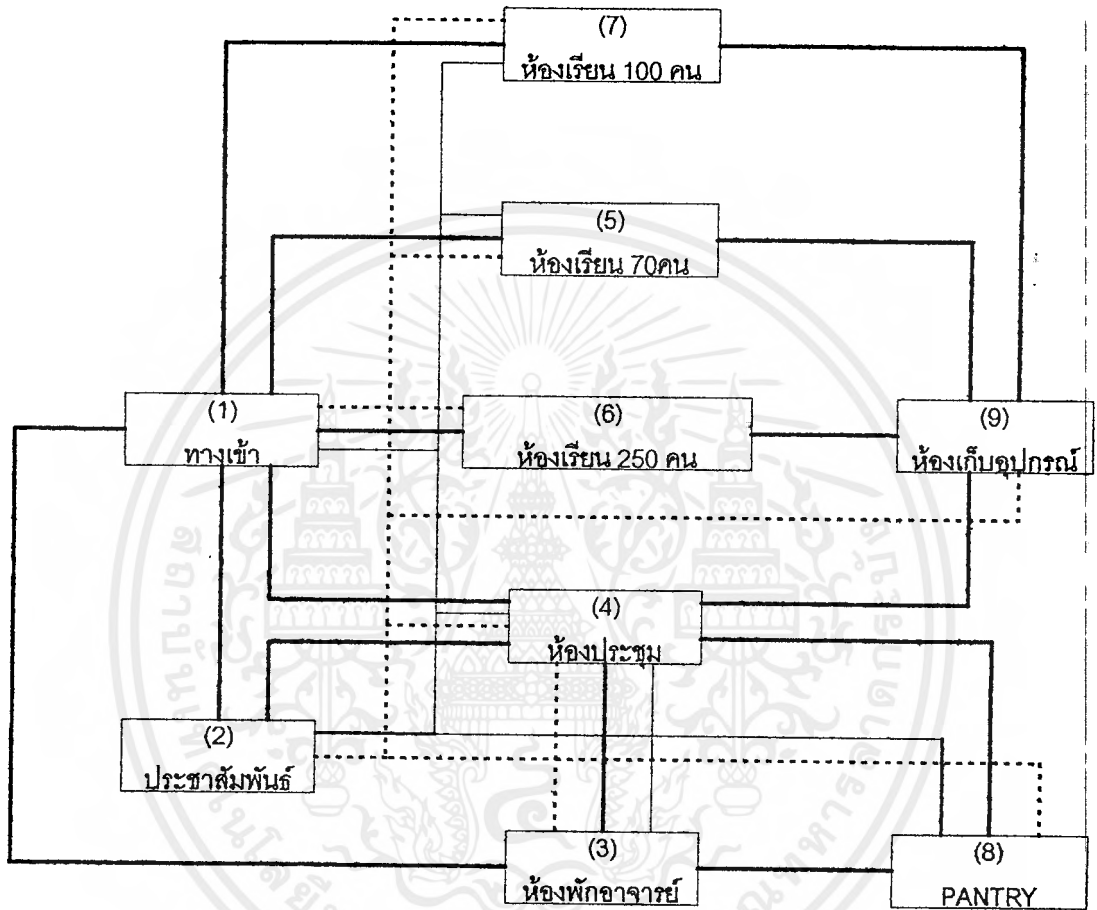 (7)
ห้องเรียน 100 คน
(5)
ห้องเรียน 70คน
(1)
ทางเข้า
(6)
ห้องเรียน 250 คน
(9)
ห้องเก็บอุปกรณ์
(4)
ห้องประชุม
(2)
ประชาสัมพันธ์
(3)
ห้องพักอาจารย์
(8)
PANTRY